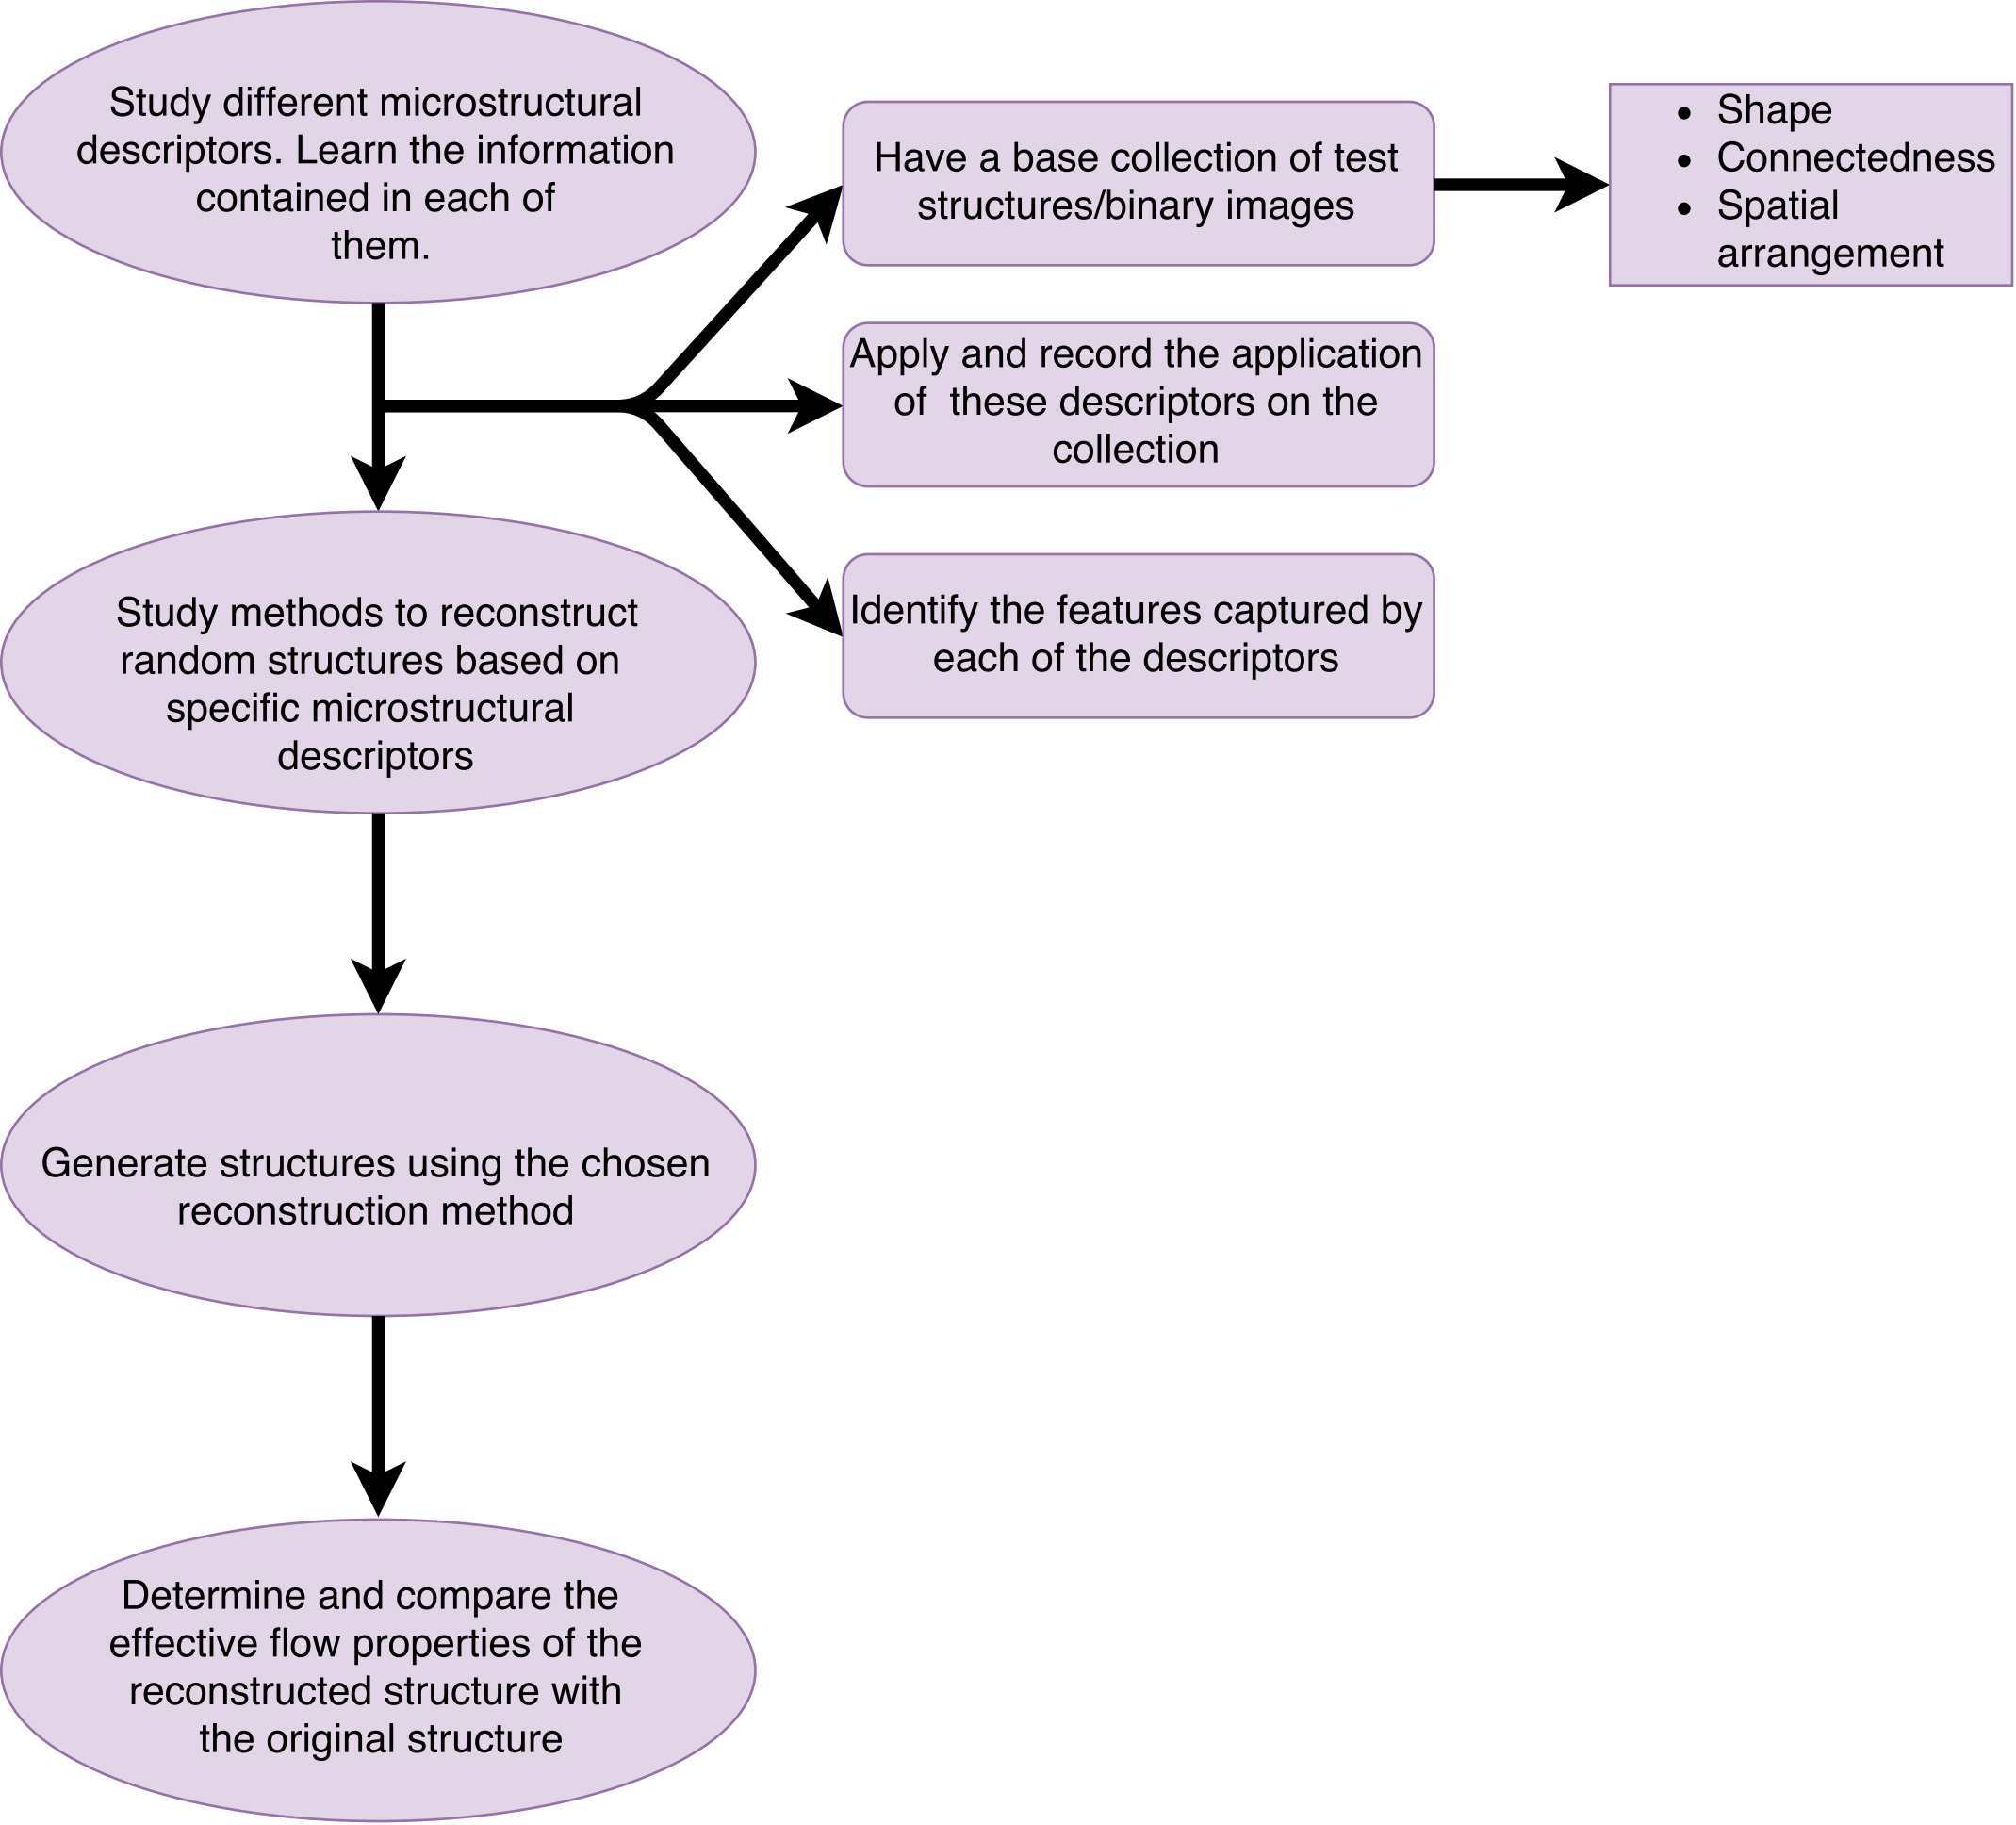 Study different microstructural
descriptors. Learn the information
contained in each of
them.
Have a base collection of test
structures/binary images
• Shape
• Connectedness
• Spatial
arrangement
Apply and record the application
of  these descriptors on the
collection
Identify the features captured by
each of the descriptors
Study methods to reconstruct
random structures based on
specific microstructural
descriptors
Generate structures using the chosen
reconstruction method
Determine and compare the
effective flow properties of the
reconstructed structure with
the original structure